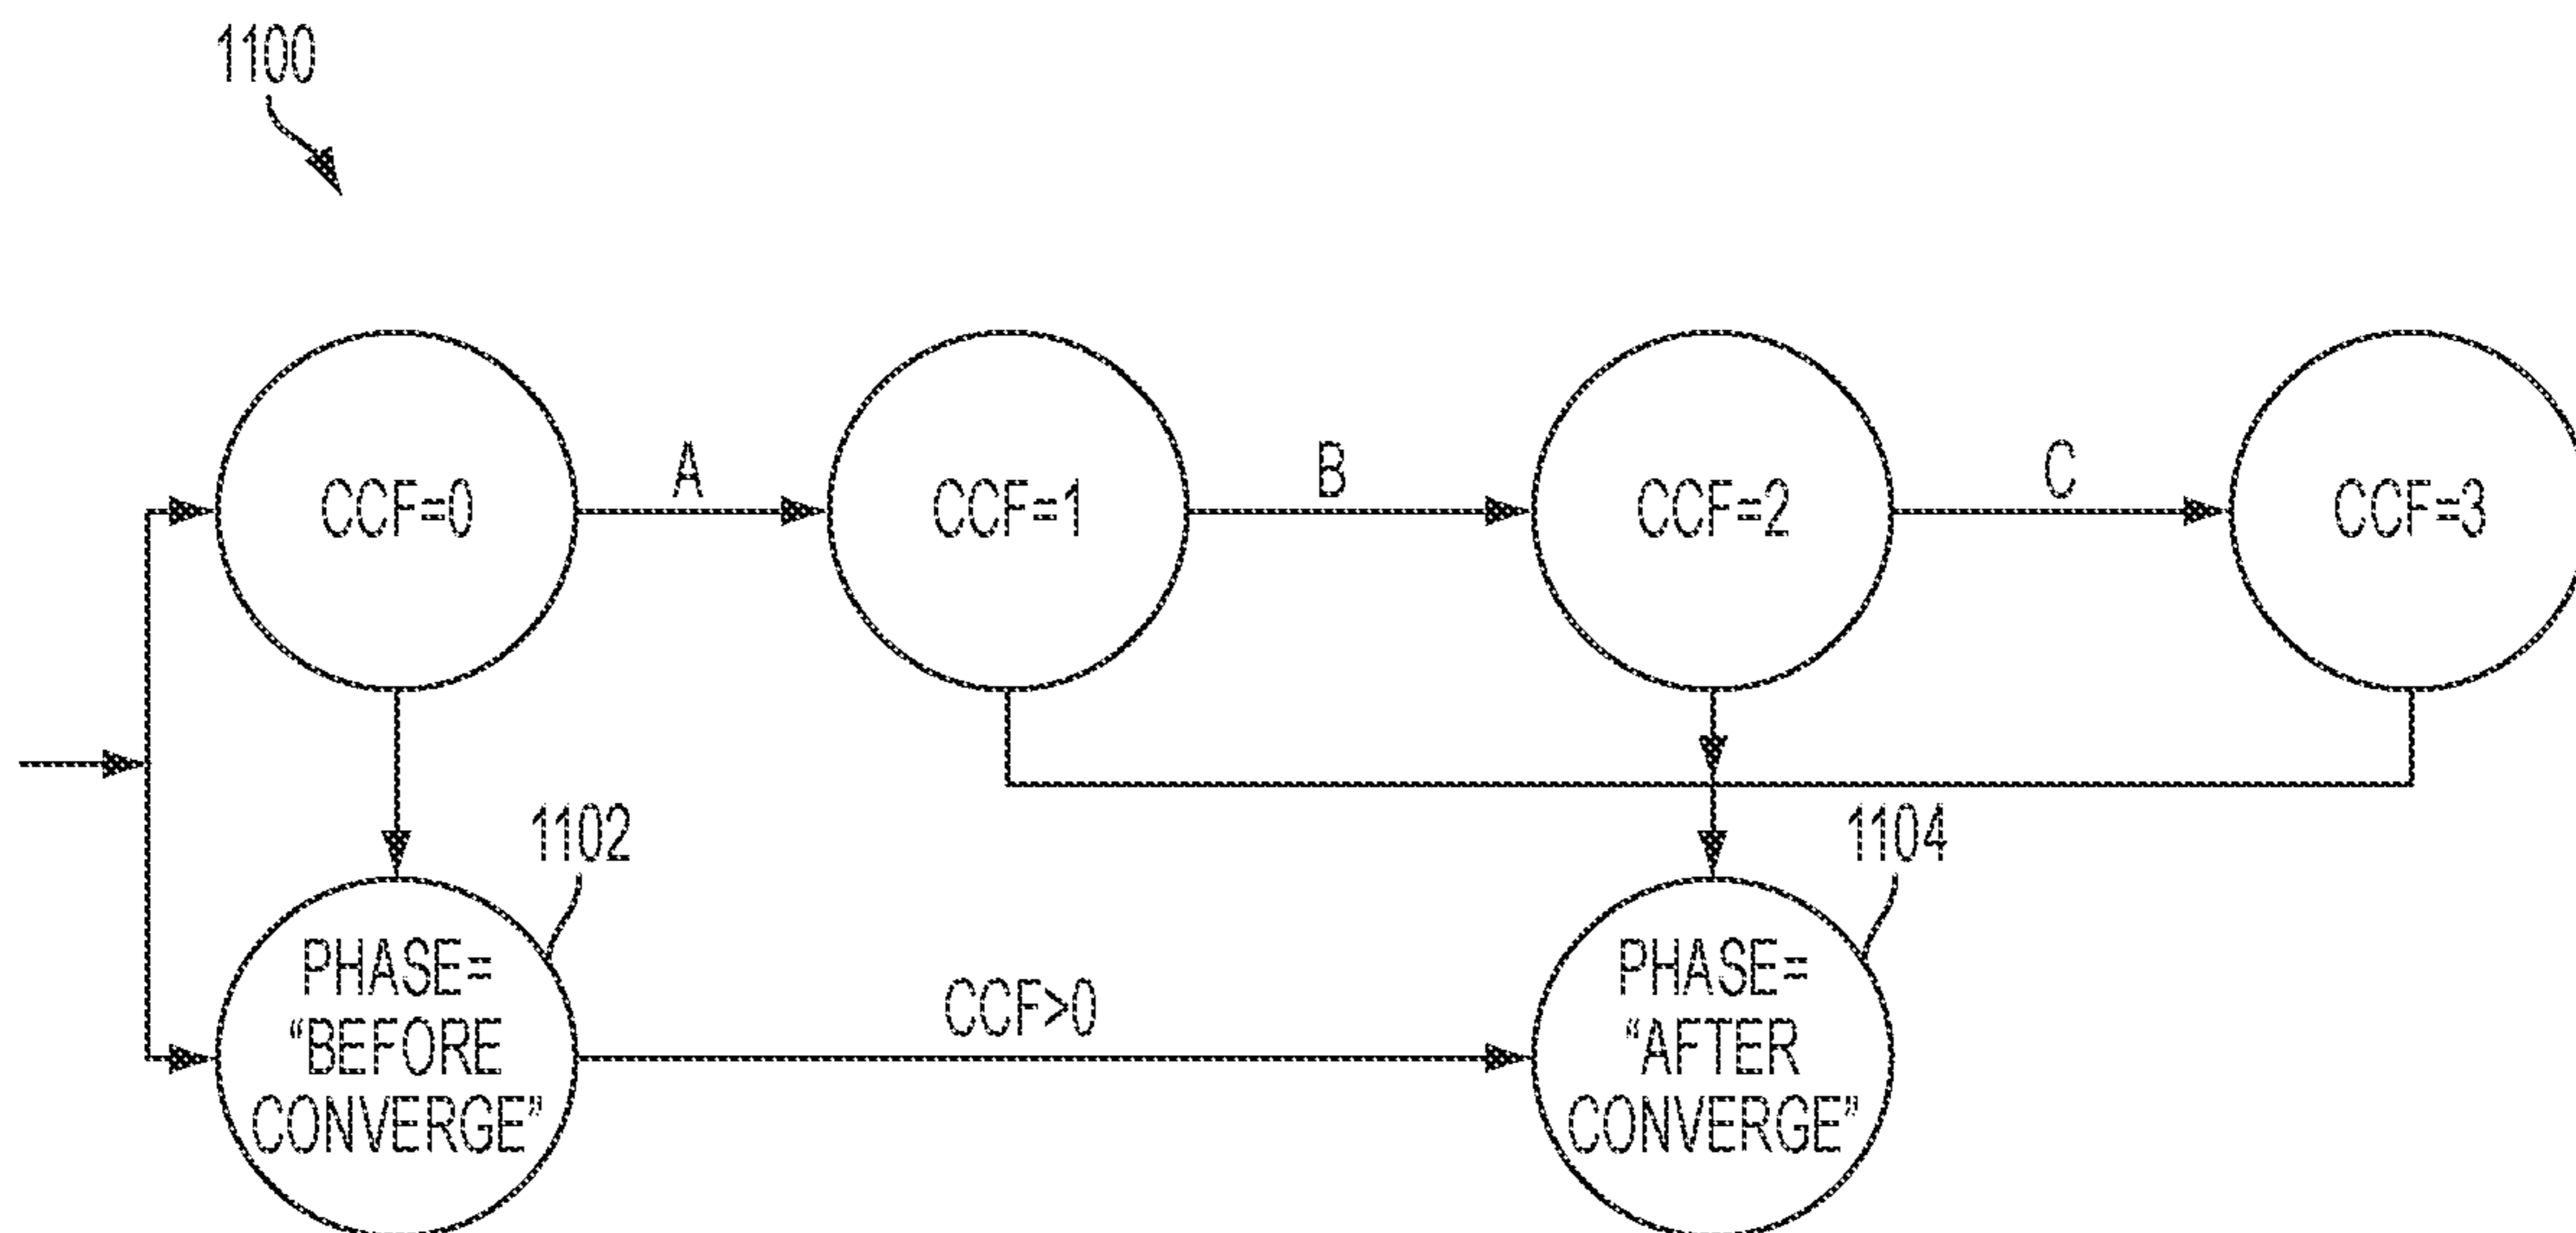 1100
A
B
C
CCF=0
CCF=1
CCF=2
CCF=3
1102
1104
PHASE=
"BEFORE
CONVERGE"
CCF>0
PHASE=
"AFTER
CONVERGE"